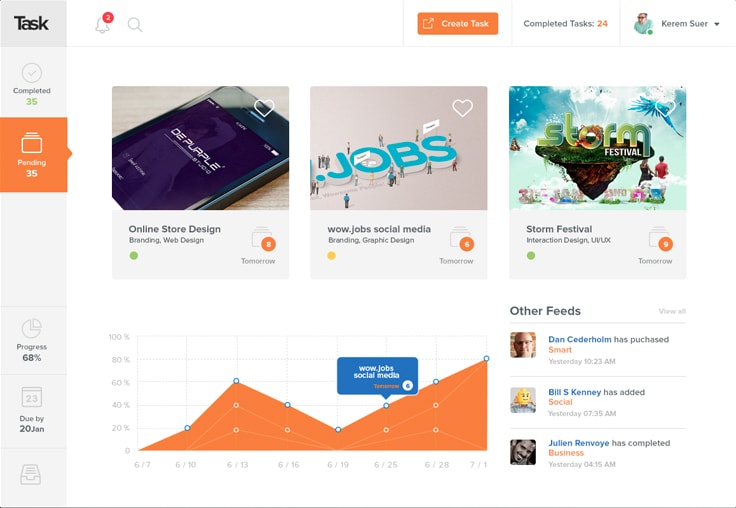 Task
2
Create Task
Completed Tasks: 24
Kerem Suer
Completed
35
Pending
35
Progress
68%
23
Due by
20Jan
DE PURPLE
STUDIO
Online Store Design
Branding, Web Design
8
Tomorrow
.JOBS
wow.jobs social media
Branding, Graphic Design
6
Tomorrow
storm
FESTIVAL
Storm Festival
Interaction Design, UI/UX
9
Tomorrow
100 %
80 %
60 %
40 %
20 %
0
wow.jobs
social media
Tomorrow 6
6 / 7
6 / 10
6 / 13
6 / 16
6 / 19
6 / 25
6 / 28
7 / 1
Other Feeds
View all
Dan Cederholm has puchased
Smart
Yesterday 10:23 AM
Bill S Kenney has added
Social
Yesterday 07:35 AM
Julien Renvoye has completed
Business
Yesterday 04:15 AM